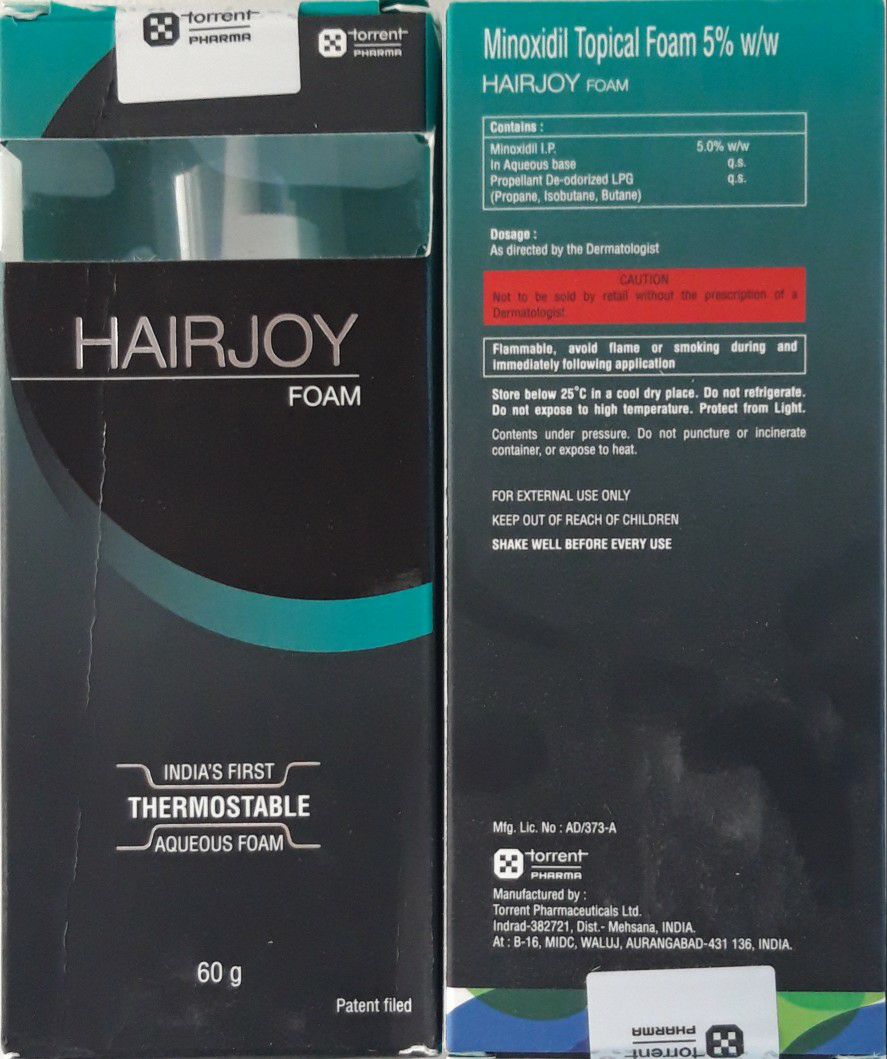 torrent
PHARMA
torrent
PHARMA
HAIRJOY
FOAM
INDIA'S FIRST
THERMOSTABLE
AQUEOUS FOAM
60 g
Patent filed
Minoxidil Topical Foam 5% w/w
HAIRJOY FOAM
Contains :
Minoxidil I.P. 5.0% w/w
In Aqueous base q.s.
Propellant De-odorized LPG q.s.
(Propane, Isobutane, Butane)
Dosage :
As directed by the Dermatologist
CAUTION
Not to be sold by retail without the prescription of a
Dermatologist
Flammable, avoid flame or smoking during and
immediately following application
Store below 25°C in a cool dry place. Do not refrigerate.
Do not expose to high temperature. Protect from Light.
Contents under pressure. Do not puncture or incinerate
container, or expose to heat.
FOR EXTERNAL USE ONLY
KEEP OUT OF REACH OF CHILDREN
SHAKE WELL BEFORE EVERY USE
Mfg. Lic. No : AD/373-A
torrent
PHARMA
Manufactured by :
Torrent Pharmaceuticals Ltd.
Indrad-382721, Dist.- Mehsana, INDIA.
At : B-16, MIDC, WALUJ, AURANGABAD-431 136, INDIA.
torrent
PHARMA